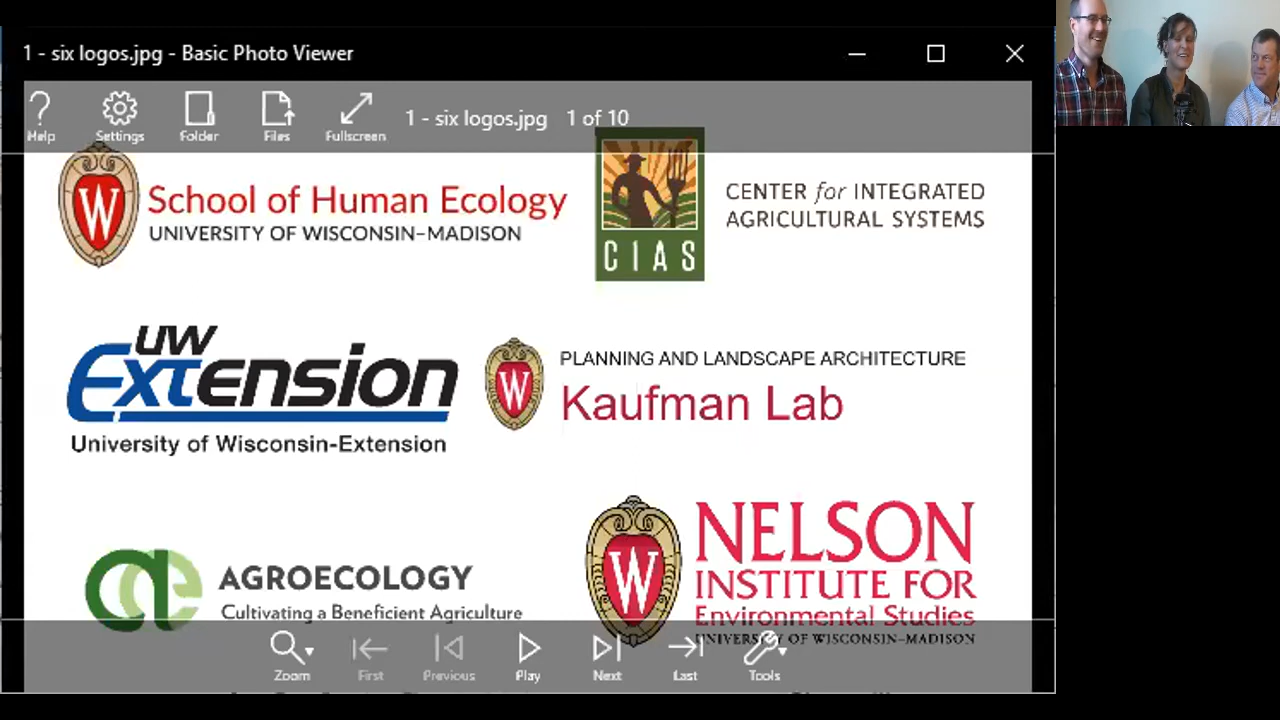 1 - six logos.jpg - Basic Photo Viewer
Help
Settings
Folder
Files
Fullscreen
1 - six logos.jpg 1 of 10
W
School of Human Ecology
UNIVERSITY OF WISCONSIN–MADISON
CIAS
CENTER for INTEGRATED
AGRICULTURAL SYSTEMS
UW
Extension
University of Wisconsin-Extension
W
PLANNING AND LANDSCAPE ARCHITECTURE
Kaufman Lab
ae
AGROECOLOGY
Cultivating a Beneficient Agriculture
W
NELSON
INSTITUTE FOR
Environmental Studies
UNIVERSITY OF WISCONSIN–MADISON
Zoom
First
Previous
Play
Next
Last
Tools